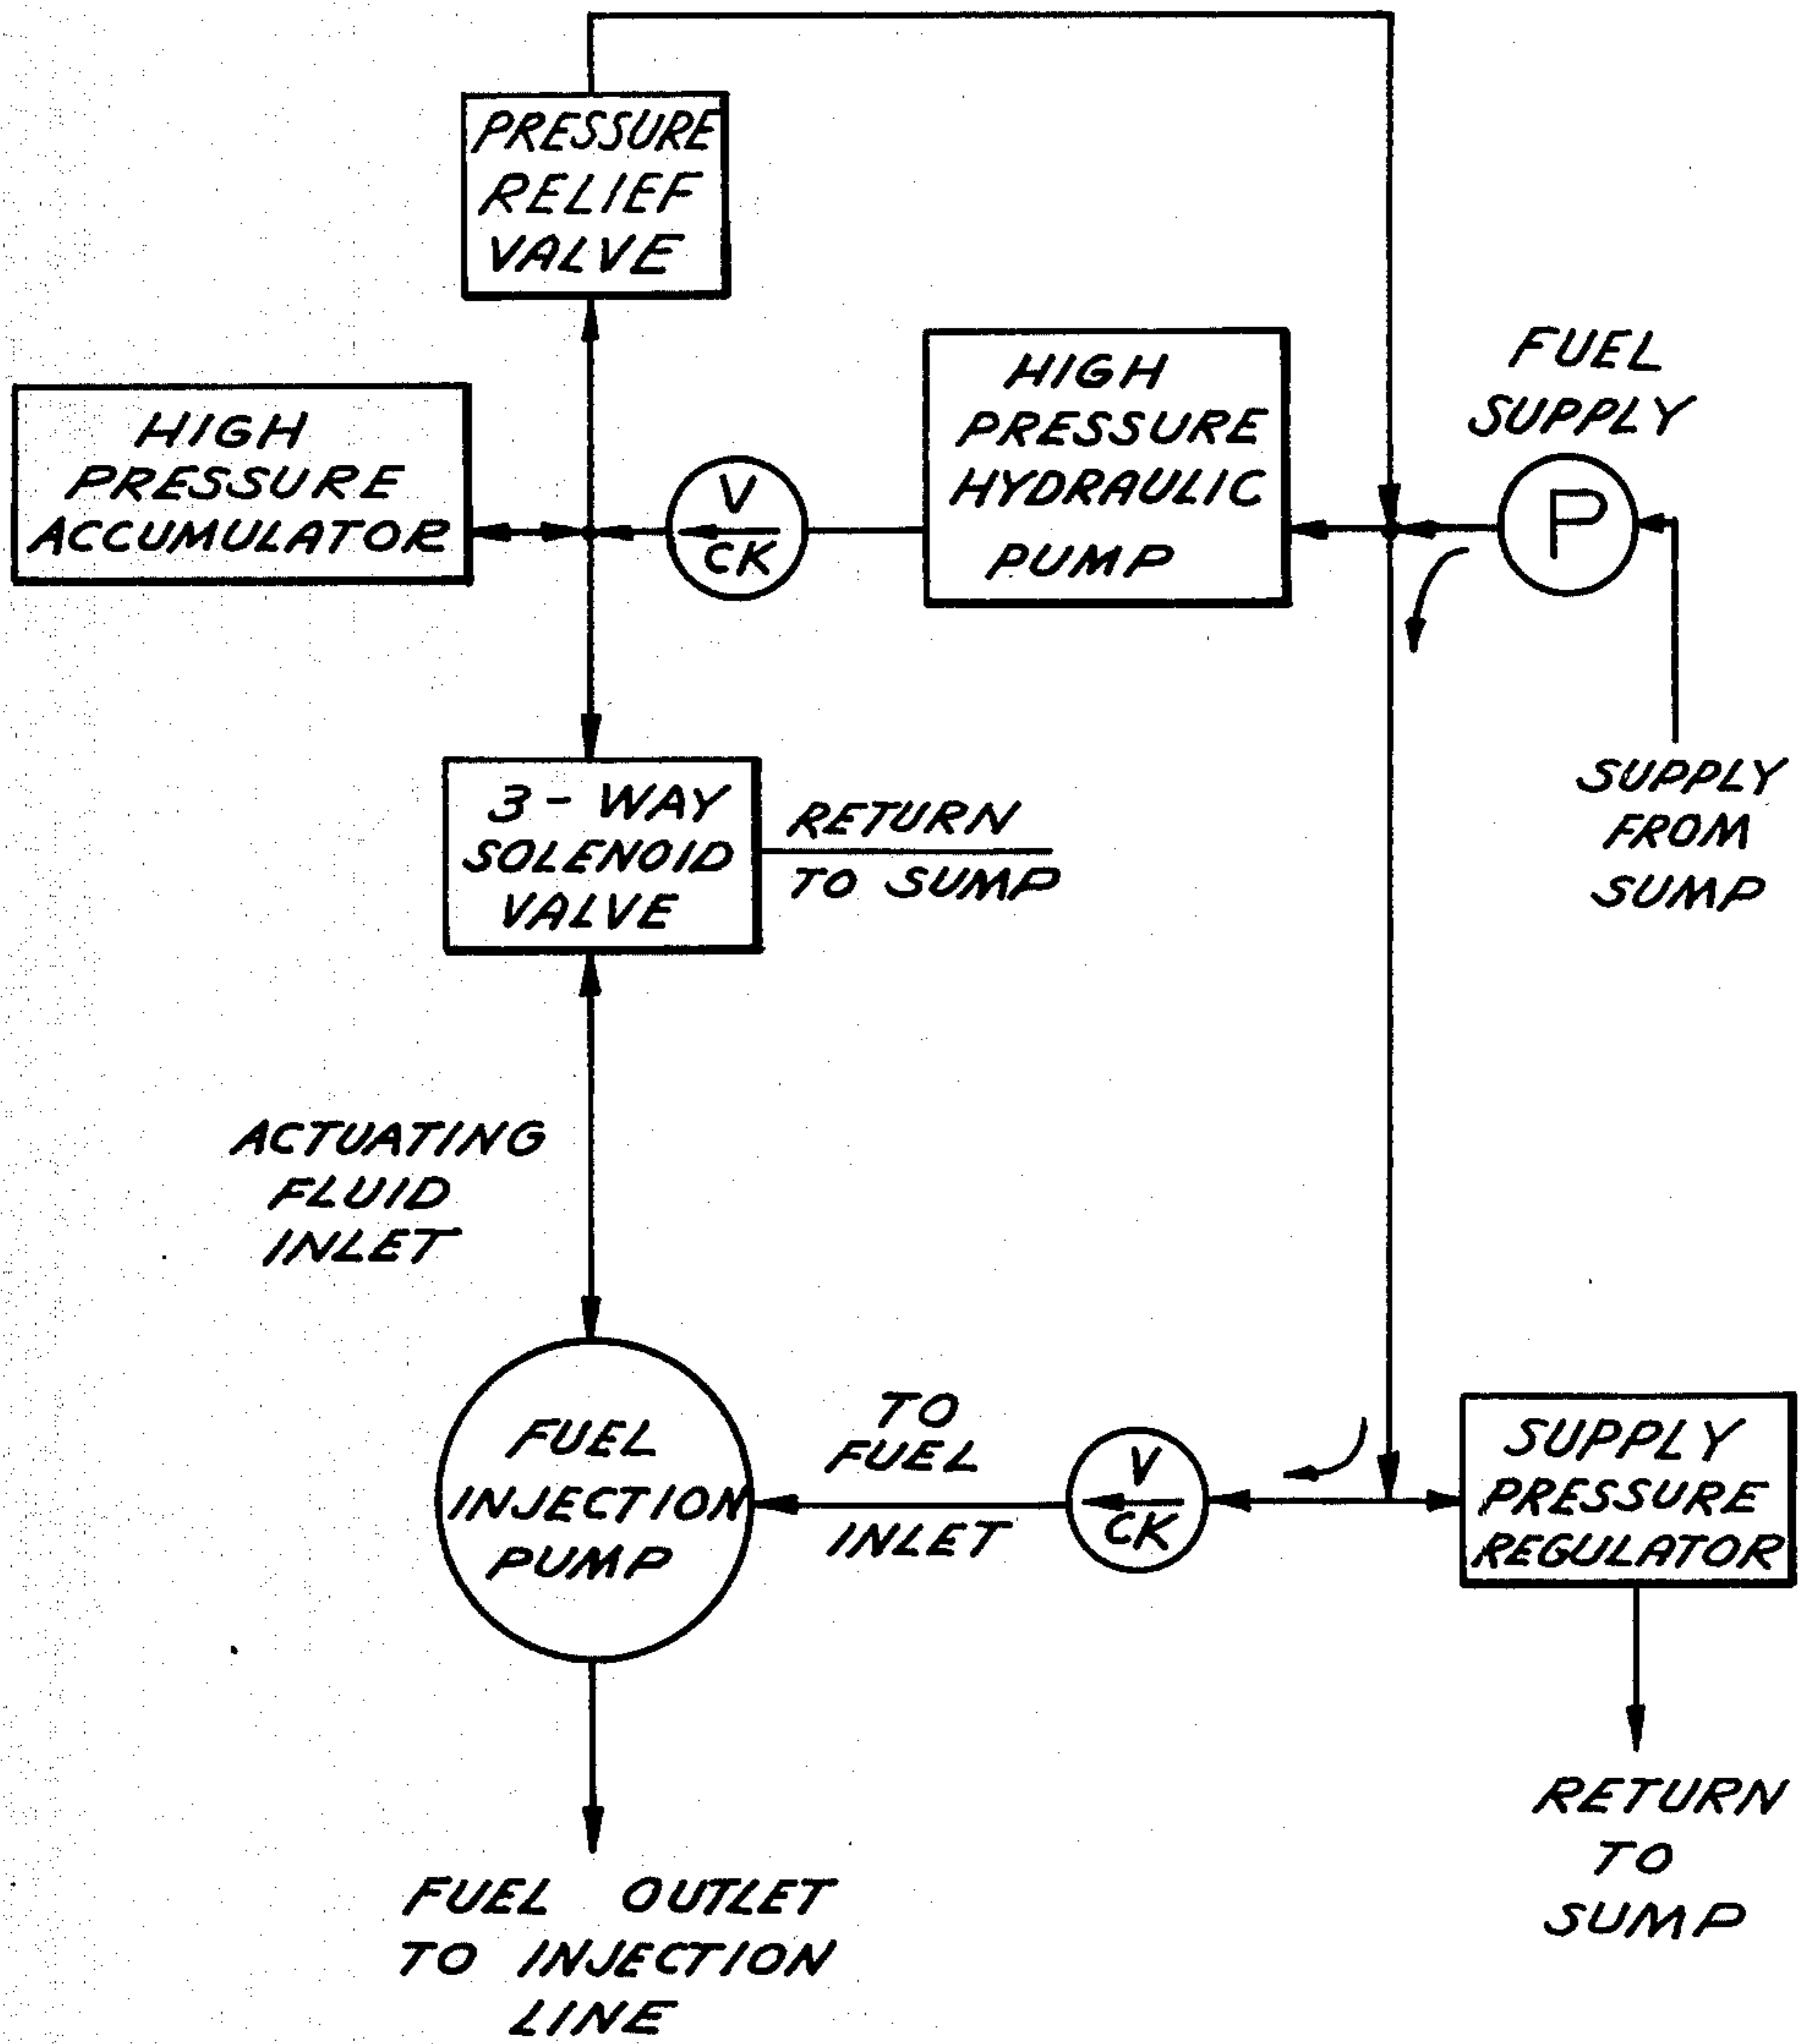 PRESSURE
RELIEF
VALVE
HIGH
PRESSURE
ACCUMULATOR
V
CK
HIGH
PRESSURE
HYDRAULIC
PUMP
FUEL
SUPPLY
P
SUPPLY
FROM
SUMP
3-WAY
SOLENOID
VALVE
RETURN
TO SUMP
ACTUATING
FLUID
INLET
FUEL
INJECTION
PUMP
TO
FUEL
INLET
V
CK
SUPPLY
PRESSURE
REGULATOR
RETURN
TO
SUMP
FUEL OUTLET
TO INJECTION
LINE